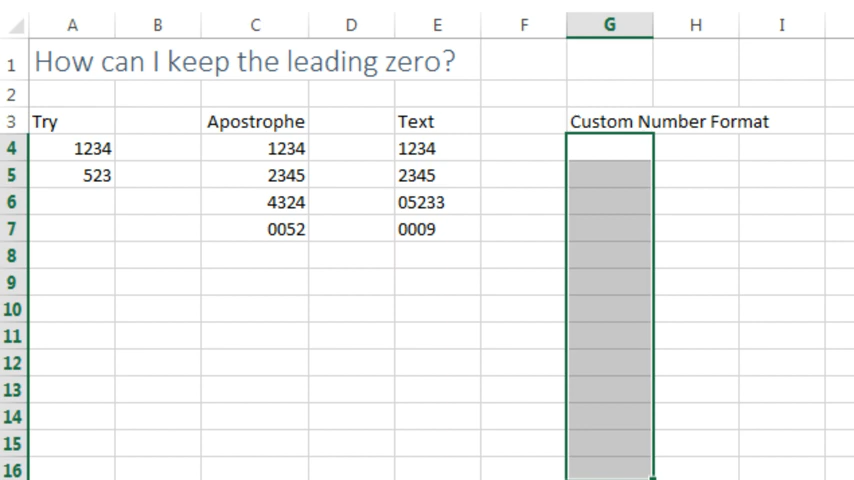 A B C D E F G H I
1 How can I keep the leading zero?
2
3 Try Apostrophe Text Custom Number Format
4 1234 1234 1234
5 523 2345 2345
6 4324 05233
7 0052 0009
8
9
10
11
12
13
14
15
16